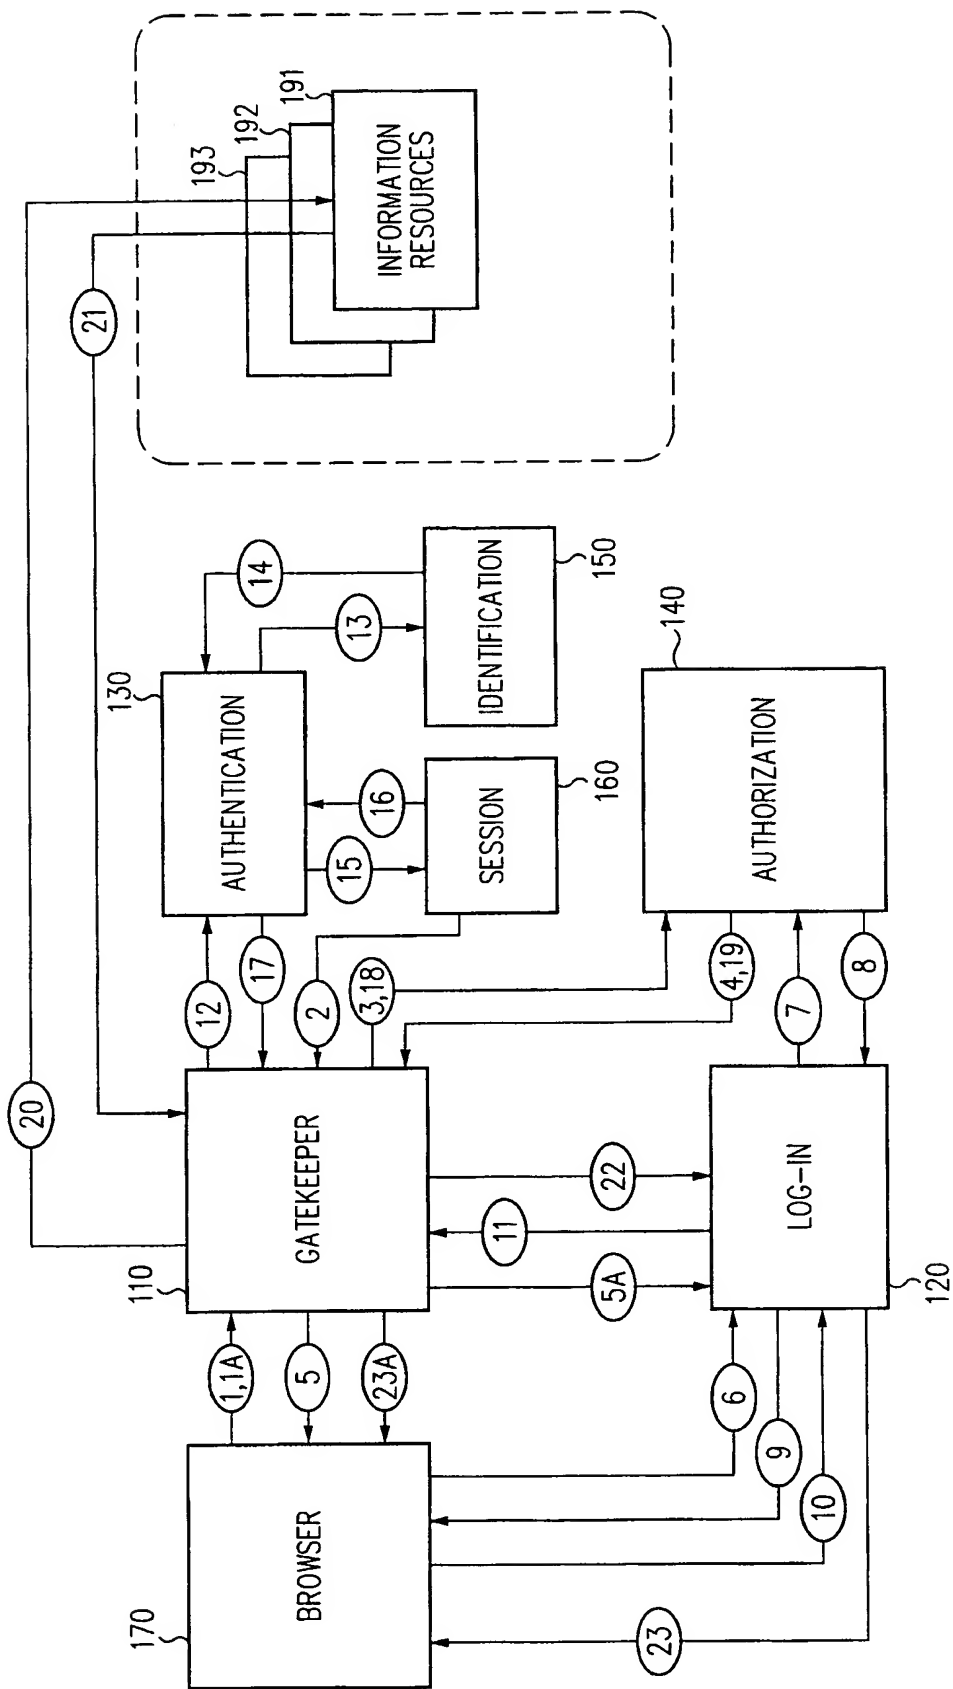 20
21
193
192
191
INFORMATION
RESOURCES
130
AUTHENTICATION
14
13
IDENTIFICATION
150
12
17
15
16
SESSION
160
2
3,18
4,19
140
AUTHORIZATION
110
GATEKEEPER
7
8
22
11
5A
LOG-IN
120
1,1A
5
23A
170
BROWSER
6
9
10
23